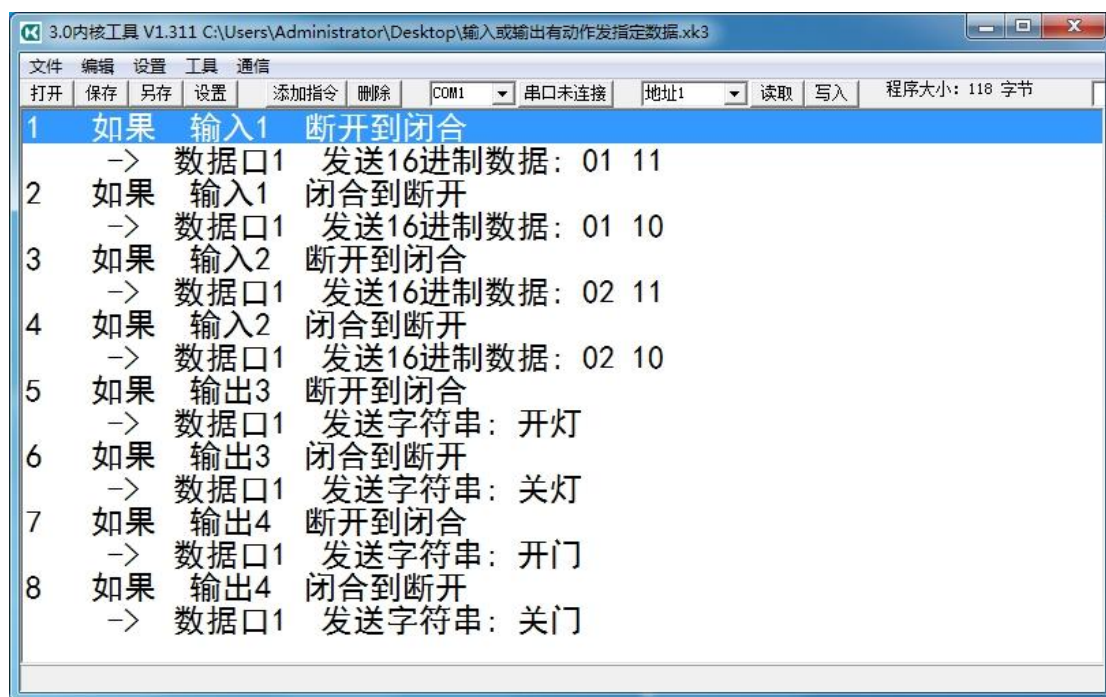 3.0内核工具 V1.311 C:\Users\Administrator\Desktop\输入或输出有动作发指定数据.xk3
文件 编辑 设置 工具 通信
打开 保存 另存 设置 添加指令 删除 COM1 串口未连接 地址1 读取 写入 程序大小: 118 字节
1 如果 输入1 断开到闭合
-> 数据口1 发送16进制数据: 01 11
2 如果 输入1 闭合到断开
-> 数据口1 发送16进制数据: 01 10
3 如果 输入2 断开到闭合
-> 数据口1 发送16进制数据: 02 11
4 如果 输入2 闭合到断开
-> 数据口1 发送16进制数据: 02 10
5 如果 输出3 断开到闭合
-> 数据口1 发送字符串: 开灯
6 如果 输出3 闭合到断开
-> 数据口1 发送字符串: 关灯
7 如果 输出4 断开到闭合
-> 数据口1 发送字符串: 开门
8 如果 输出4 闭合到断开
-> 数据口1 发送字符串: 关门